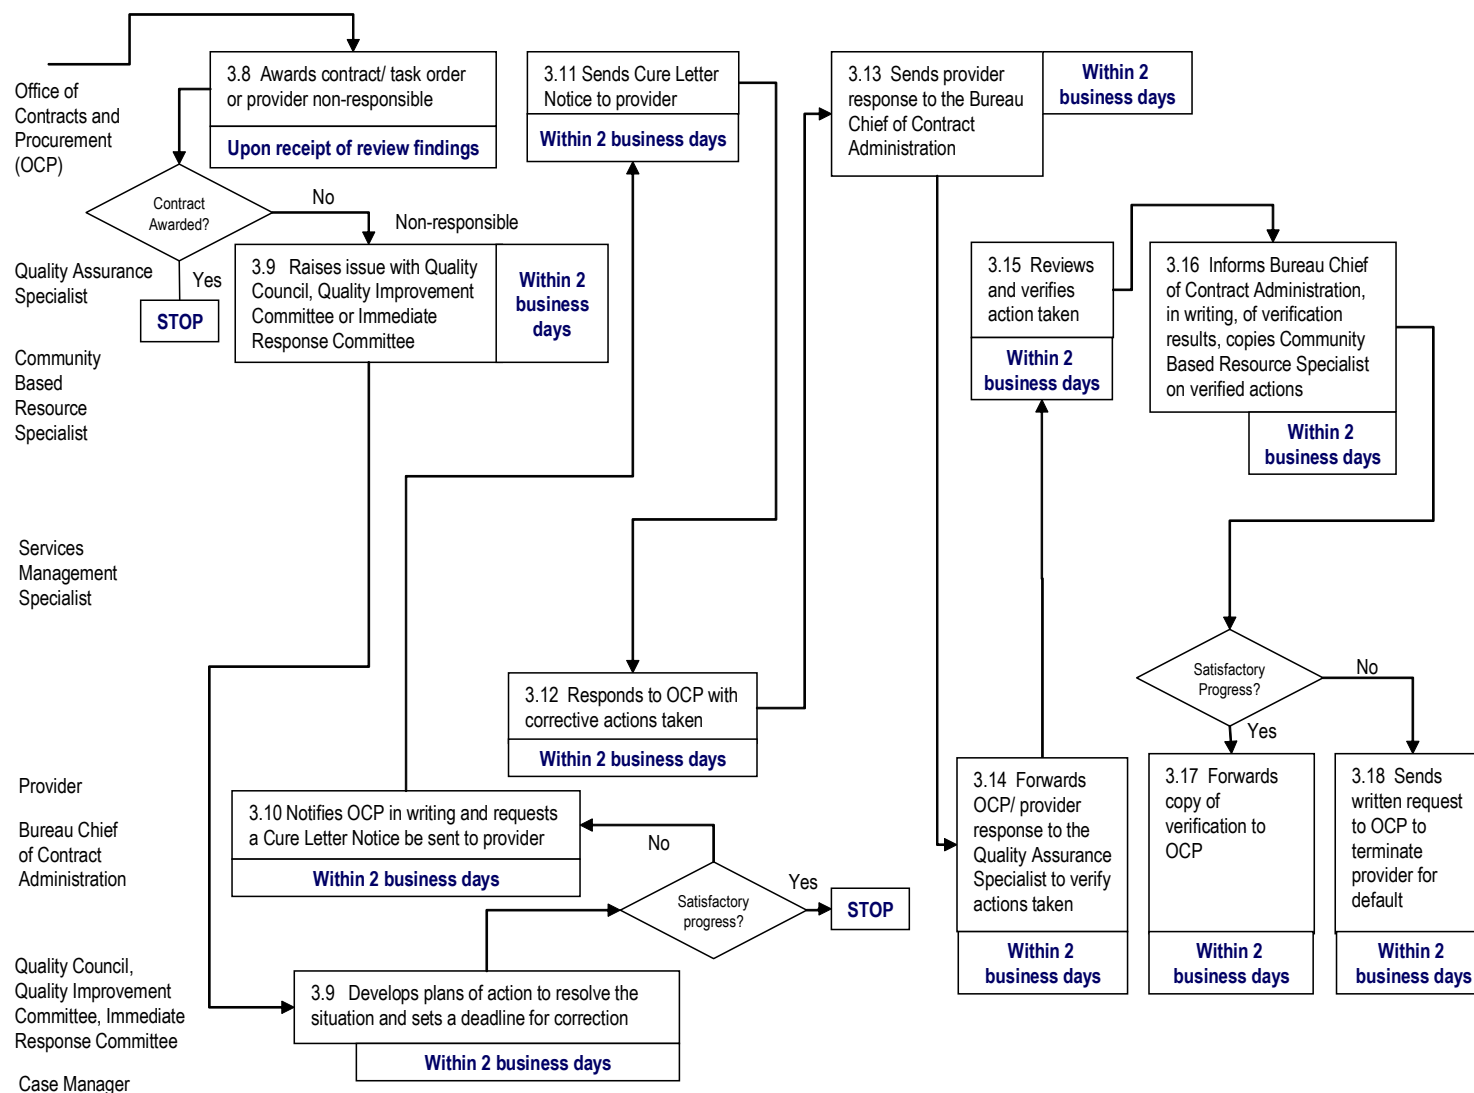 Office of
Contracts and
Procurement
(OCP)
Quality Assurance
Specialist
Community
Based
Resource
Specialist
Services
Management
Specialist
Provider
Bureau Chief
of Contract
Administration
Quality Council,
Quality Improvement
Committee, Immediate
Response Committee
Case Manager
3.8 Awards contract/ task order
or provider non-responsible
Upon receipt of review findings
Contract
Awarded?
No
Non-responsible
Yes
STOP
3.9 Raises issue with Quality
Council, Quality Improvement
Committee or Immediate
Response Committee
Within 2
business
days
3.9 Develops plans of action to resolve the
situation and sets a deadline for correction
Within 2 business days
Satisfactory
progress?
No
Yes
STOP
3.10 Notifies OCP in writing and requests
a Cure Letter Notice be sent to provider
Within 2 business days
3.11 Sends Cure Letter
Notice to provider
Within 2 business days
3.12 Responds to OCP with
corrective actions taken
Within 2 business days
3.13 Sends provider
response to the Bureau
Chief of Contract
Administration
Within 2
business days
3.14 Forwards
OCP/ provider
response to the
Quality Assurance
Specialist to verify
actions taken
Within 2
business days
3.15 Reviews
and verifies
action taken
Within 2
business days
3.16 Informs Bureau Chief
of Contract Administration,
in writing, of verification
results, copies Community
Based Resource Specialist
on verified actions
Within 2
business days
Satisfactory
Progress?
No
Yes
3.17 Forwards
copy of
verification to
OCP
Within 2
business days
3.18 Sends
written request
to OCP to
terminate
provider for
default
Within 2
business days